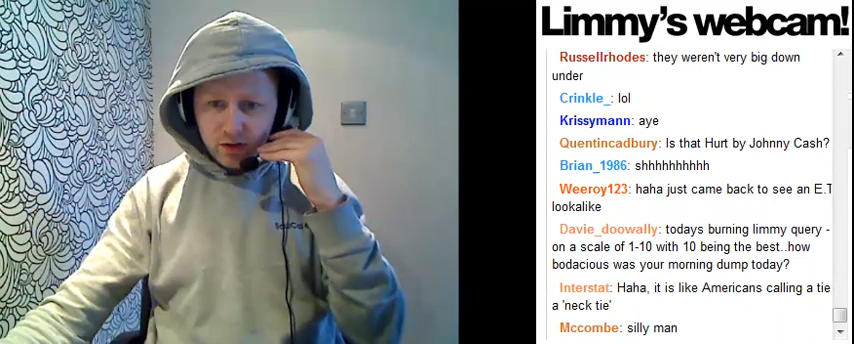 Limmy's webcam!
Russellrhodes: they weren't very big down
under
Crinkle_: lol
Krissymann: aye
Quentincadbury: Is that Hurt by Johnny Cash?
Brian_1986: shhhhhhhhhh
Weeroy123: haha just came back to see an E.T
lookalike
Davie_doowally: todays burning limmy query -
on a scale of 1-10 with 10 being the best..how
bodacious was your morning dump today?
Interstat: Haha, it is like Americans calling a tie
a 'neck tie'
Mccombe: silly man